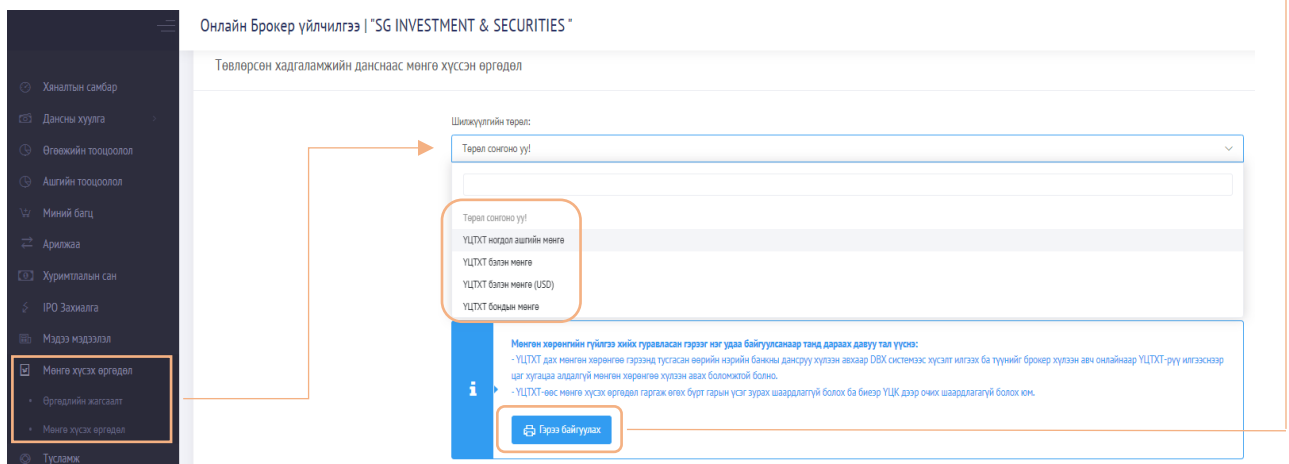 Онлайн Брокер үйлчилгээ | "SG INVESTMENT & SECURITIES "
Төвлөрсөн хадгаламжийн данснаас мөнгө хүссэн өргөдөл
Хяналтын самбар
Дансны хуулга
Өгөөжийн тооцоолол
Ашгийн тооцоолол
Миний багц
Арилжаа
Хуримтлалын сан
IPO Захиалга
Мэдээ мэдээлэл
Мөнгө хүсэх өргөдөл
Өргөдлийн жагсаалт
Мөнгө хүсэх өргөдөл
Тусламж
Шилжүүлгийн төрөл:
Төрөл сонгоно уу!
Төрөл сонгоно уу!
ҮЦТХТ ногдол ашгийн мөнгө
ҮЦТХТ бэлэн мөнгө
ҮЦТХТ бэлэн мөнгө (USD)
ҮЦТХТ бондын мөнгө
Мөнгөн хөрөнгийн гүйлгээ хийх гуравласан гэрээг нэг удаа байгуулсанаар танд дараах давуу тал үүснэ:
- ҮЦТХТ дах мөнгөн хөрөнгөө гэрээнд тусгасан өөрийн нэрийн банкны дансруу хүлээн авхаар DBX системээс хүсэлт илгээх ба түүнийг брокер хүлээн авч онлайнаар ҮЦТХТ-рүү илгээснээр
цаг хугацаа алдалгүй мөнгөн хөрөнгөө хүлээн авах боломжтой болно.
- ҮЦТХТ-өөс мөнгө хүсэх өргөдөл гаргаж өгөх бүрт гарын үсэг зурах шаардлаггүй болох ба биеэр ҮЦК дээр очих шаардлагагүй болох юм.
Гэрээ байгуулах